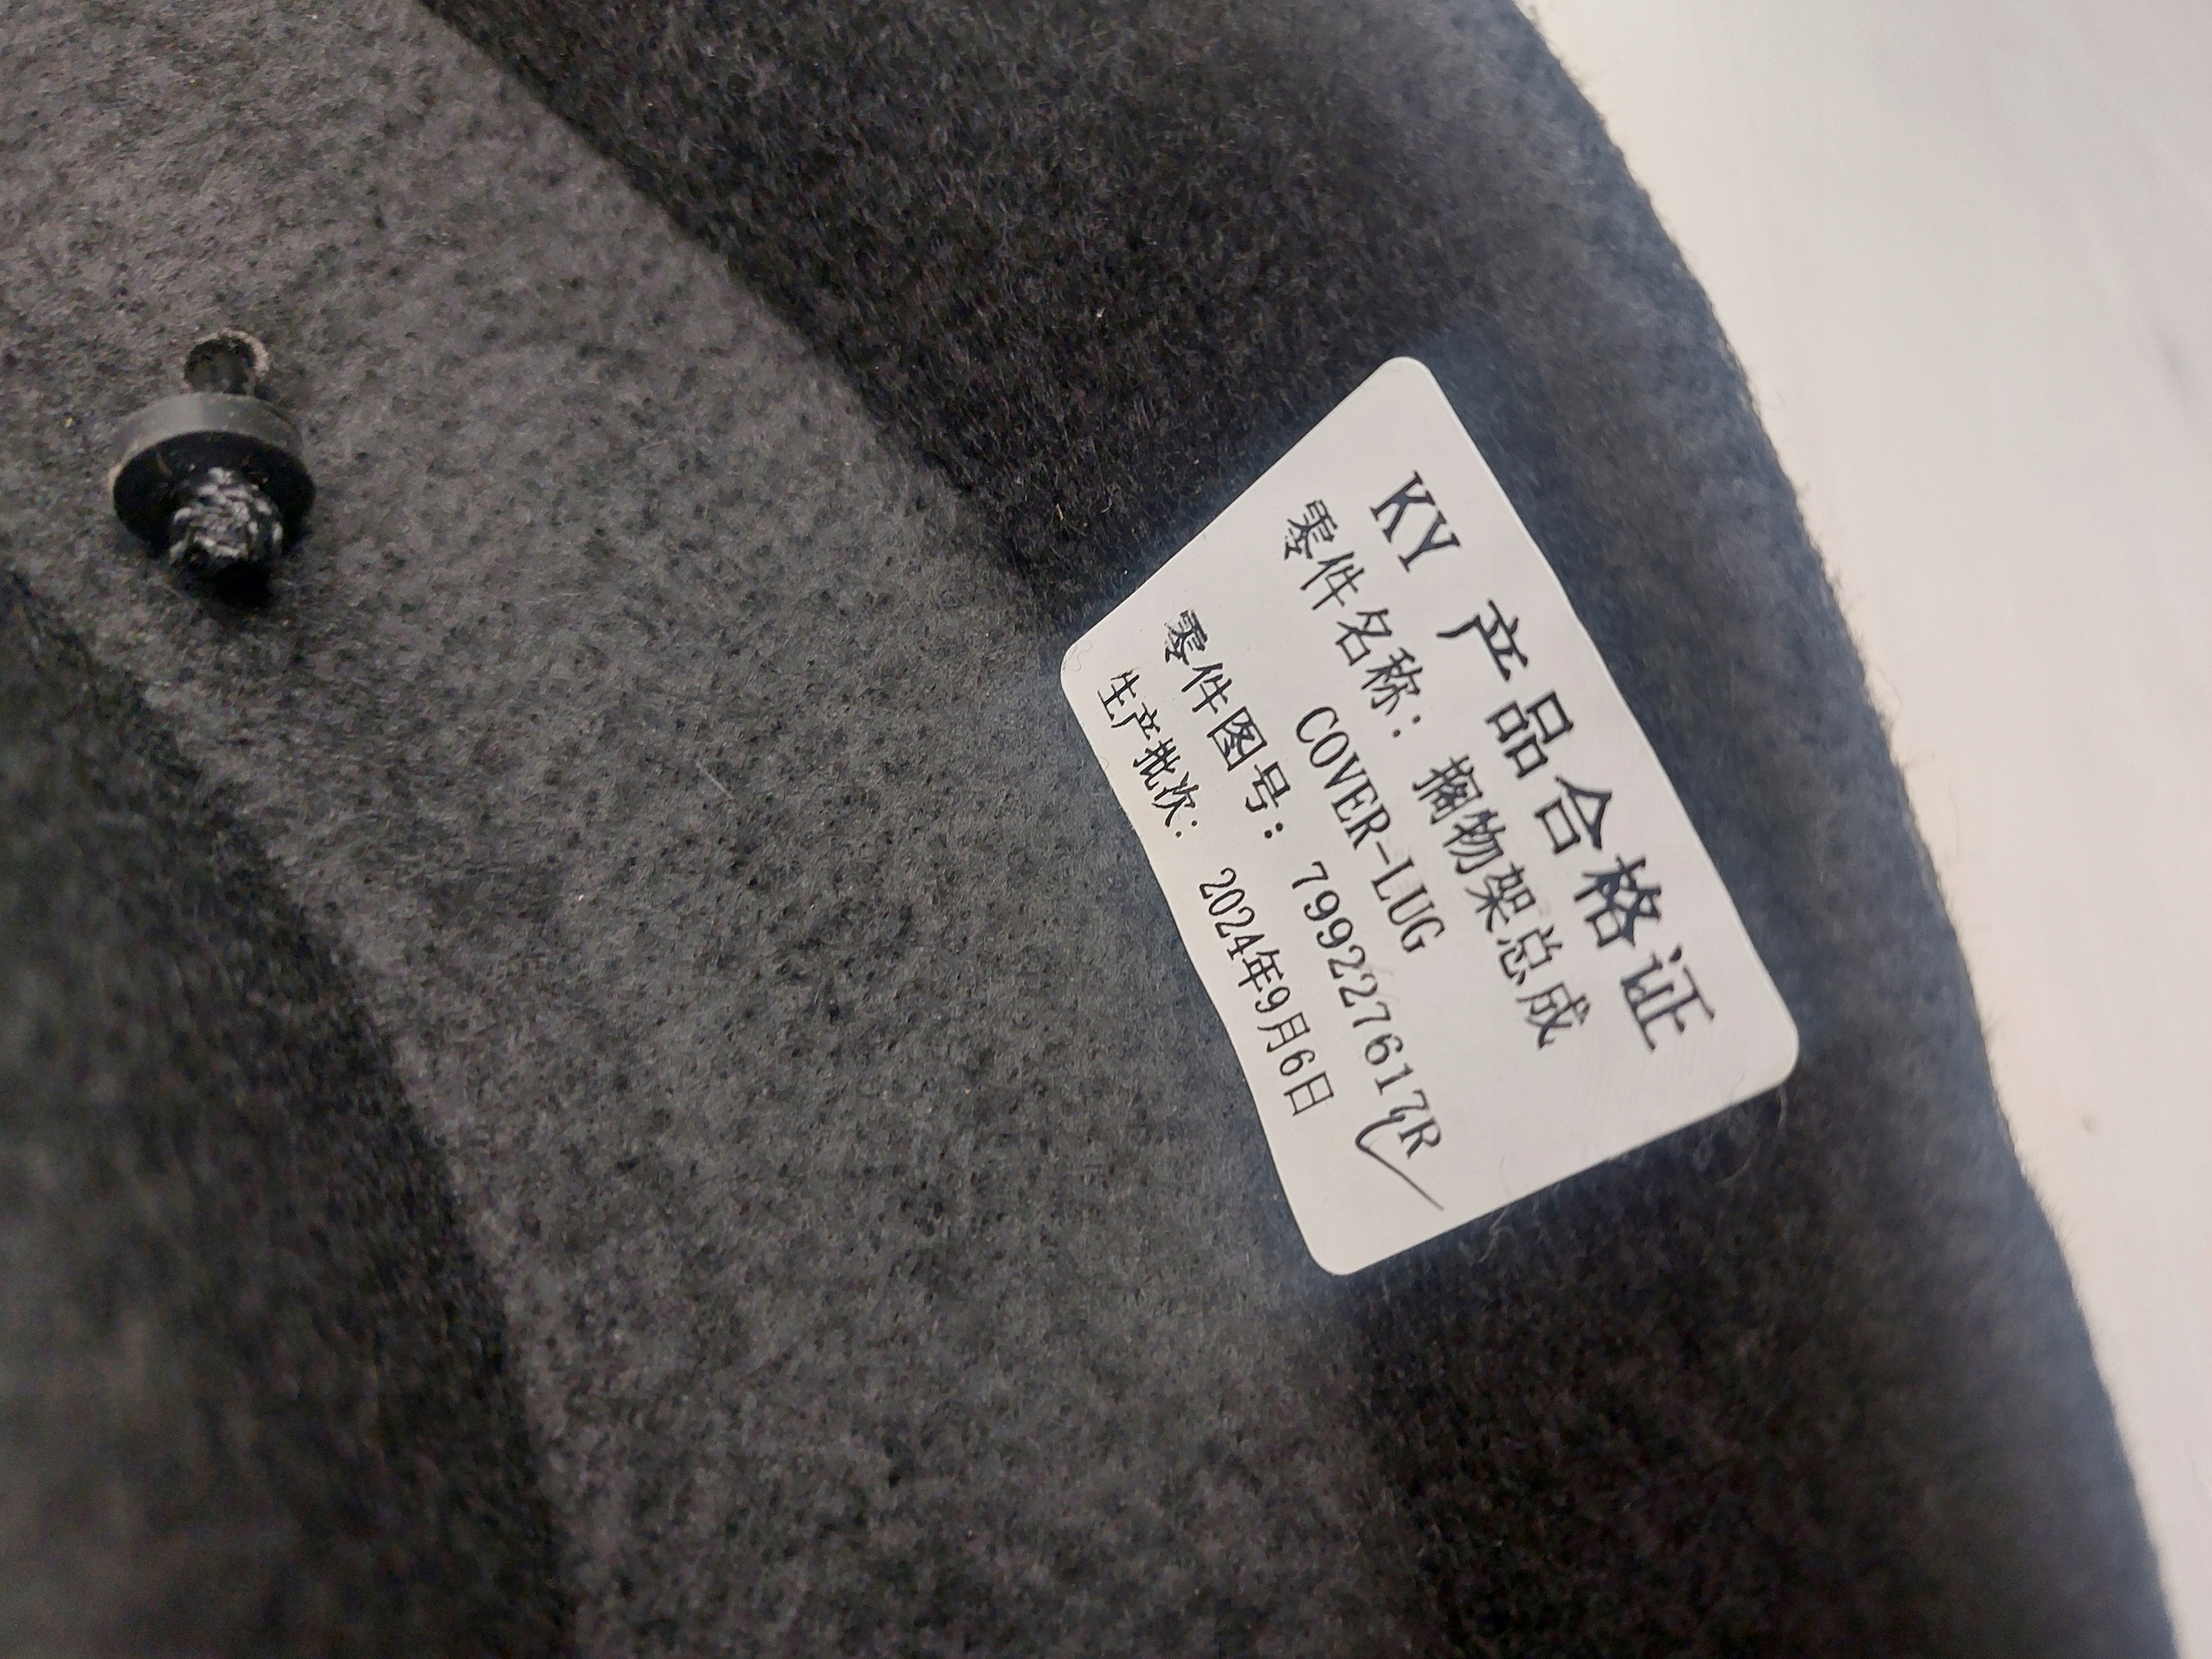 KY 产品合格证
零件名称： 搁物架总成
COVER-LUG
零件图号： 799227617R
生产批次： 2024年9月6日